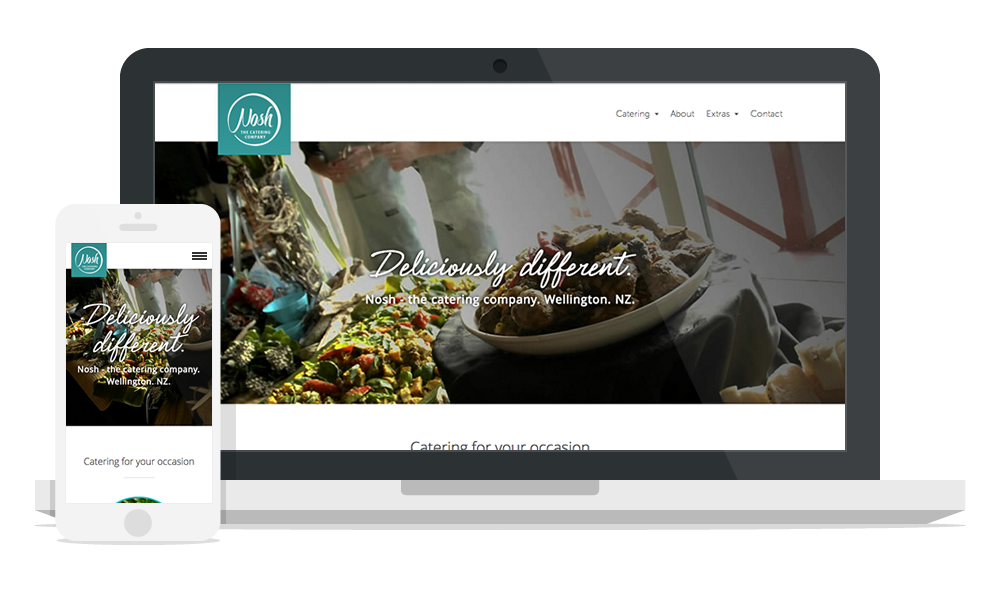 Nosh
THE CATERING
COMPANY
Catering About Extras Contact
Deliciously different.
Nosh - the catering company. Wellington. NZ.
Catering for your occasion
Nosh
THE CATERING
COMPANY
Deliciously
different.
Nosh - the catering company.
Wellington. NZ.
Catering for your occasion